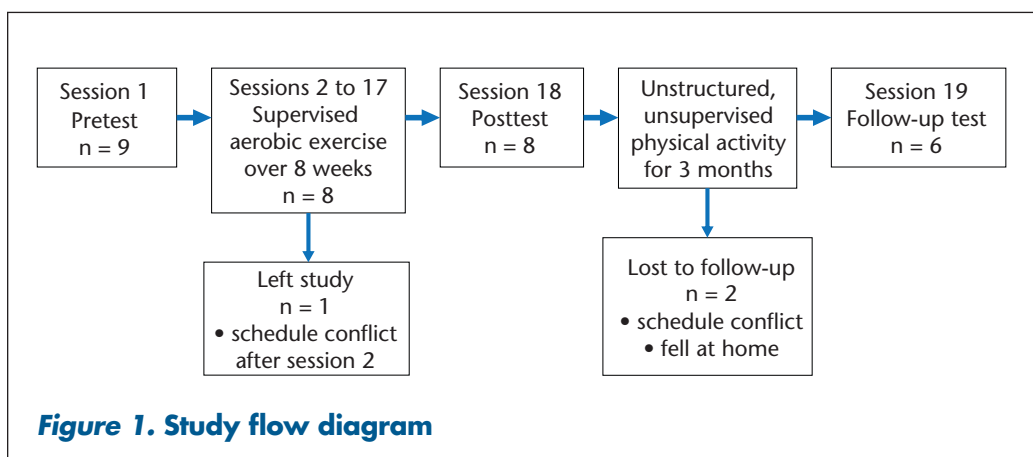 Session 1
Pretest
n = 9
Sessions 2 to 17
Supervised
aerobic exercise
over 8 weeks
n = 8
Session 18
Posttest
n = 8
Unstructured,
unsupervised
physical activity
for 3 months
Session 19
Follow-up test
n = 6
Left study
n = 1
• schedule conflict
after session 2
Lost to follow-up
n = 2
• schedule conflict
• fell at home
Figure 1. Study flow diagram